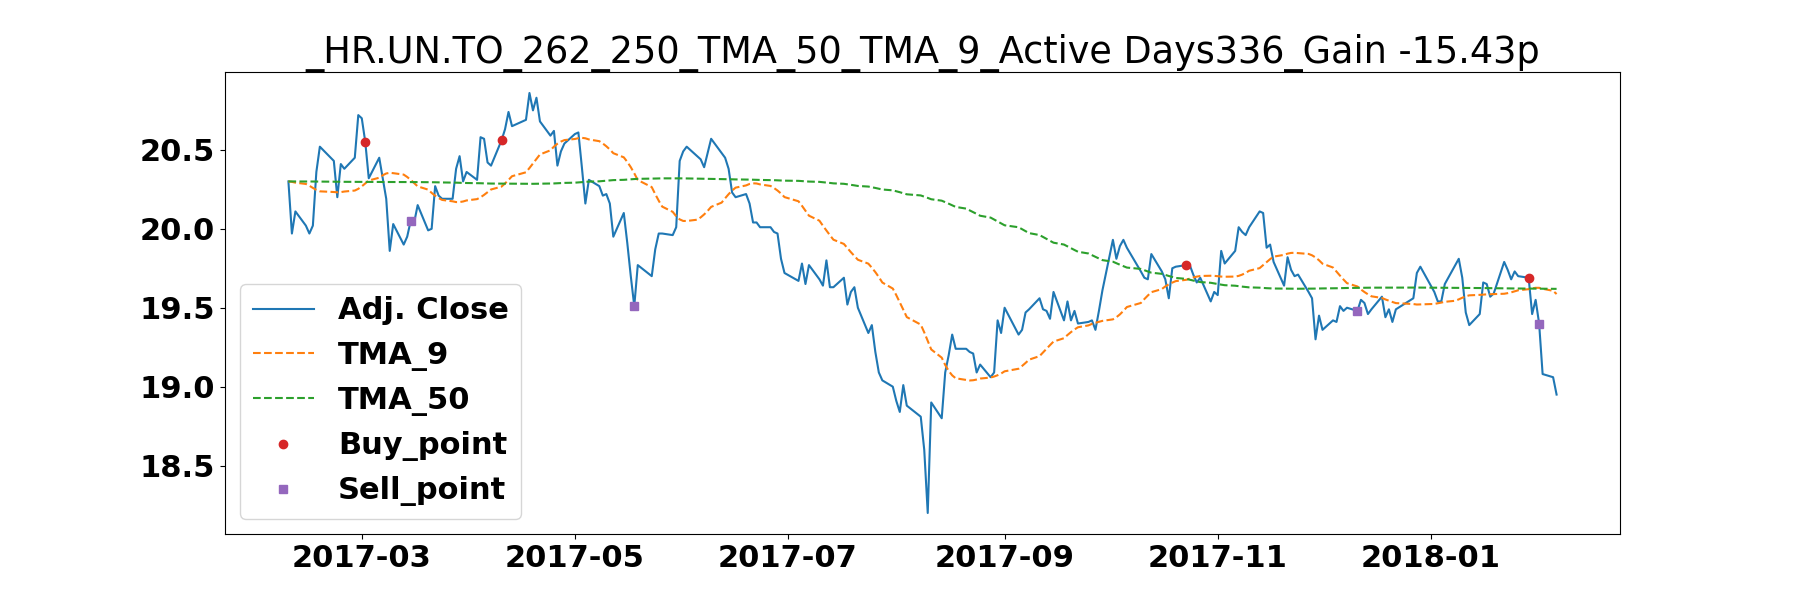 _HR.UN.TO_262_250_TMA_50_TMA_9_Active Days336_Gain -15.43p
20.5
20.0
19.5
19.0
18.5
Adj. Close
TMA_9
TMA_50
Buy_point
Sell_point
2017-03 2017-05 2017-07 2017-09 2017-11 2018-01